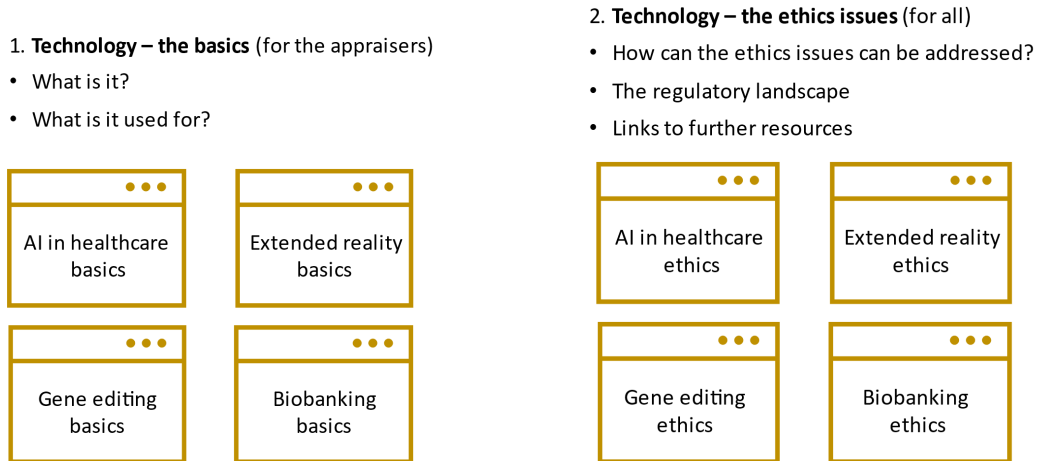 1. Technology – the basics (for the appraisers)
• What is it?
• What is it used for?
AI in healthcare
basics
Extended reality
basics
Gene editing
basics
Biobanking
basics
2. Technology – the ethics issues (for all)
• How can the ethics issues can be addressed?
• The regulatory landscape
• Links to further resources
AI in healthcare
ethics
Extended reality
ethics
Gene editing
ethics
Biobanking
ethics